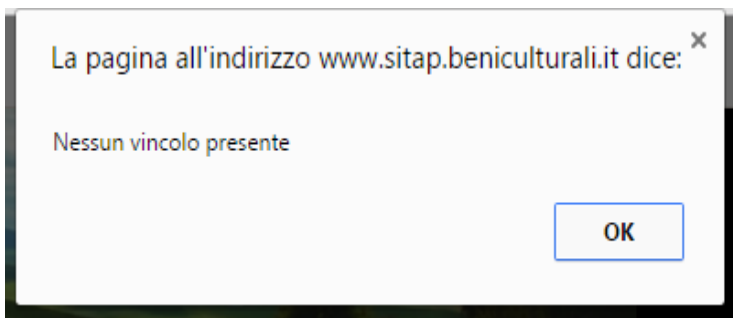 La pagina all'indirizzo www.sitap.beniculturali.it dice:
Nessun vincolo presente
OK